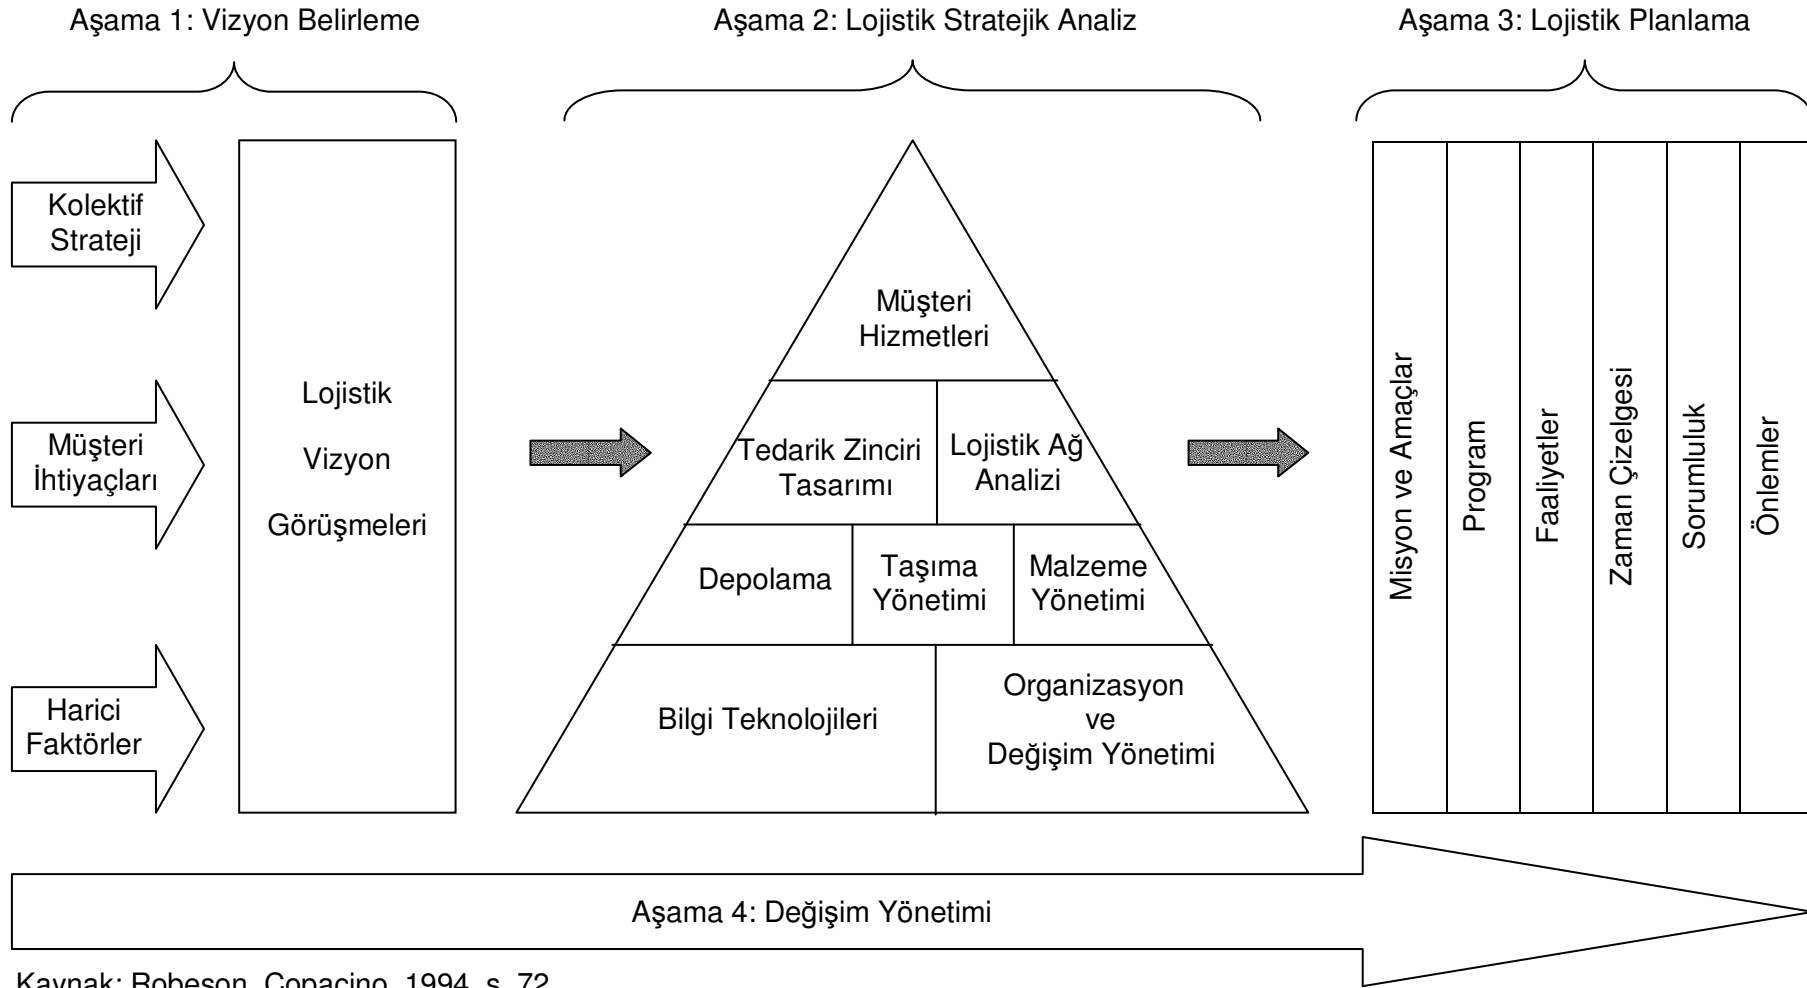 Aşama 1: Vizyon Belirleme
Aşama 2: Lojistik Stratejik Analiz
Aşama 3: Lojistik Planlama
Kolektif
Strateji
Müşteri
İhtiyaçları
Harici
Faktörler
Lojistik
Vizyon
Görüşmeleri
Müşteri
Hizmetleri
Tedarik Zinciri
Tasarımı
Lojistik Ağ
Analizi
Depolama
Taşıma
Yönetimi
Malzeme
Yönetimi
Bilgi Teknolojileri
Organizasyon
ve
Değişim Yönetimi
Misyon ve Amaçlar
Program
Faaliyetler
Zaman Çizelgesi
Sorumluluk
Önlemler
Aşama 4: Değişim Yönetimi
Kaynak: Robeson, Copacino, 1994, s. 72